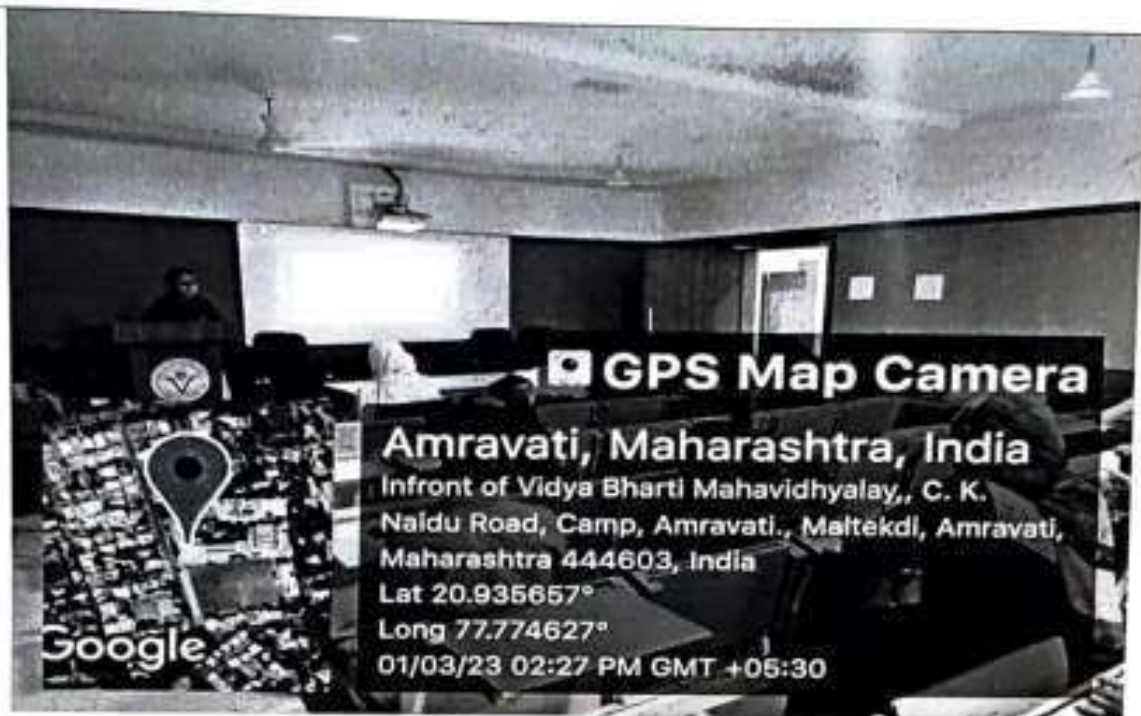 GPS Map Camera
Amravati, Maharashtra, India
Infront of Vidya Bharti Mahavidhyalay,, C. K.
Naidu Road, Camp, Amravati., Maltekdi, Amravati,
Maharashtra 444603, India
Lat 20.935657°
Long 77.774627°
01/03/23 02:27 PM GMT +05:30
Google